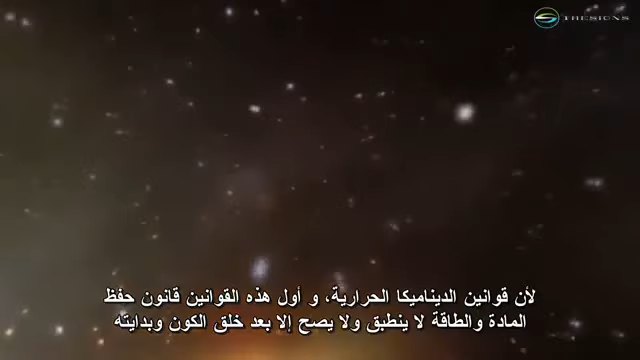 THESIONS
لأن قوانين الديناميكا الحرارية، و أول هذه القوانين قانون حفظ
المادة والطاقة لا ينطبق ولا يصح إلا بعد خلق الكون وبدايته